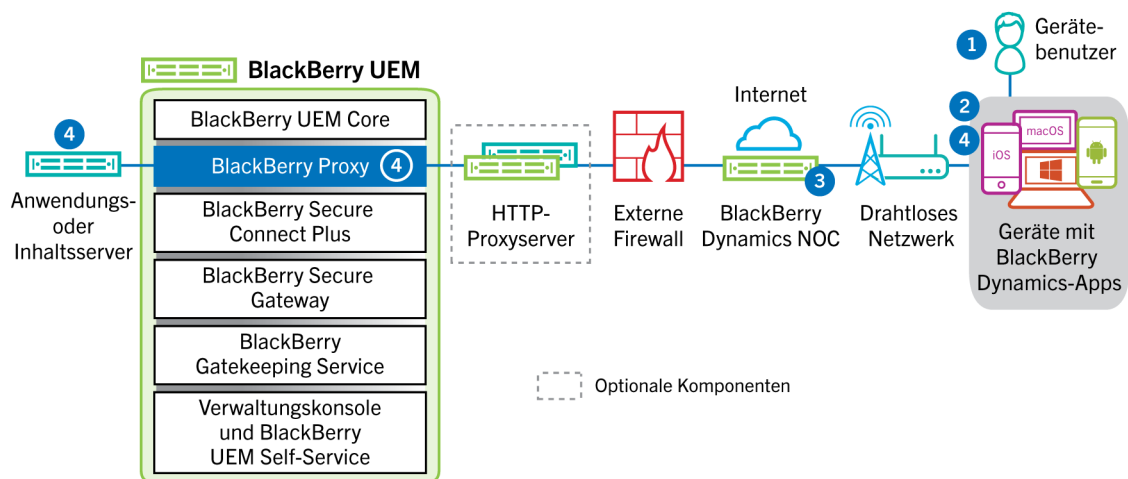 BlackBerry UEM
BlackBerry UEM Core
4
BlackBerry Proxy 4
Anwendungs-
oder
Inhaltsserver
BlackBerry Secure
Connect Plus
BlackBerry Secure
Gateway
BlackBerry
Gatekeeping Service
Verwaltungskonsole
und BlackBerry
UEM Self-Service
HTTP-
Proxyserver
Externe
Firewall
Internet
3
BlackBerry
Dynamics NOC
Drahtloses
Netzwerk
1
Geräte-
benutzer
2
4
macOS
iOS
Geräte mit
BlackBerry
Dynamics-Apps
Optionale Komponenten